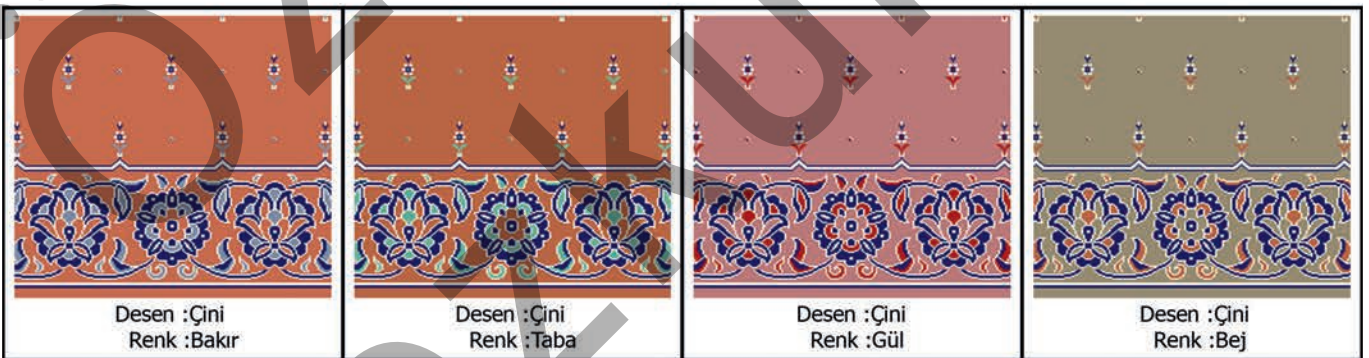 Desen :Çini
Renk :Bakır
Desen :Çini
Renk :Taba
Desen :Çini
Renk :Gül
Desen :Çini
Renk :Bej